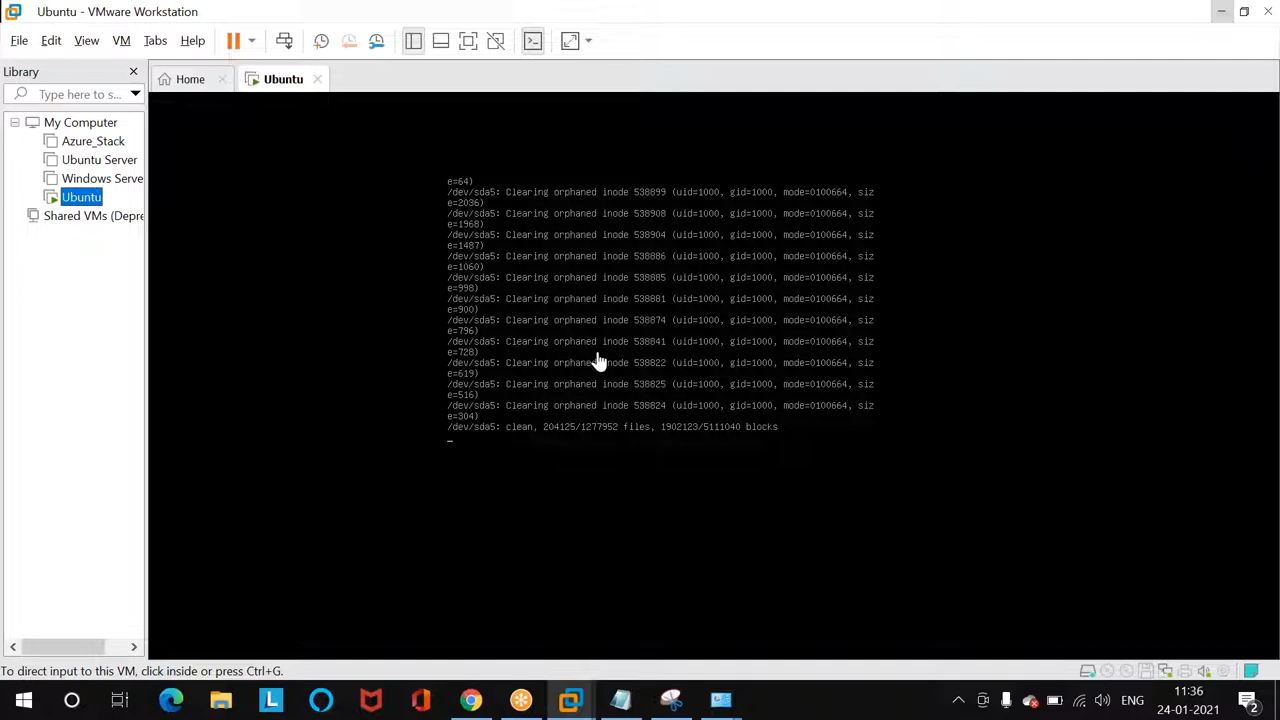 Ubuntu - VMware Workstation
File Edit View VM Tabs Help
Library
Home
Ubuntu
Type here to s...
My Computer
Azure_Stack
Ubuntu Server
Windows Serve
Ubuntu
Shared VMs (Depre
e=64)
/dev/sda5: Clearing orphaned inode 538899 (uid=1000, gid=1000, mode=0100664, siz
e=2036)
/dev/sda5: Clearing orphaned inode 538908 (uid=1000, gid=1000, mode=0100664, siz
e=1968)
/dev/sda5: Clearing orphaned inode 538904 (uid=1000, gid=1000, mode=0100664, siz
e=1487)
/dev/sda5: Clearing orphaned inode 538886 (uid=1000, gid=1000, mode=0100664, siz
e=1060)
/dev/sda5: Clearing orphaned inode 538885 (uid=1000, gid=1000, mode=0100664, siz
e=998)
/dev/sda5: Clearing orphaned inode 538881 (uid=1000, gid=1000, mode=0100664, siz
e=900)
/dev/sda5: Clearing orphaned inode 538874 (uid=1000, gid=1000, mode=0100664, siz
e=796)
/dev/sda5: Clearing orphaned inode 538841 (uid=1000, gid=1000, mode=0100664, siz
e=728)
/dev/sda5: Clearing orphaned inode 538822 (uid=1000, gid=1000, mode=0100664, siz
e=619)
/dev/sda5: Clearing orphaned inode 538825 (uid=1000, gid=1000, mode=0100664, siz
e=516)
/dev/sda5: Clearing orphaned inode 538824 (uid=1000, gid=1000, mode=0100664, siz
e=304)
/dev/sda5: clean, 204125/1277952 files, 1902123/5111040 blocks
To direct input to this VM, click inside or press Ctrl+G.
ENG
11:36
24-01-2021
2